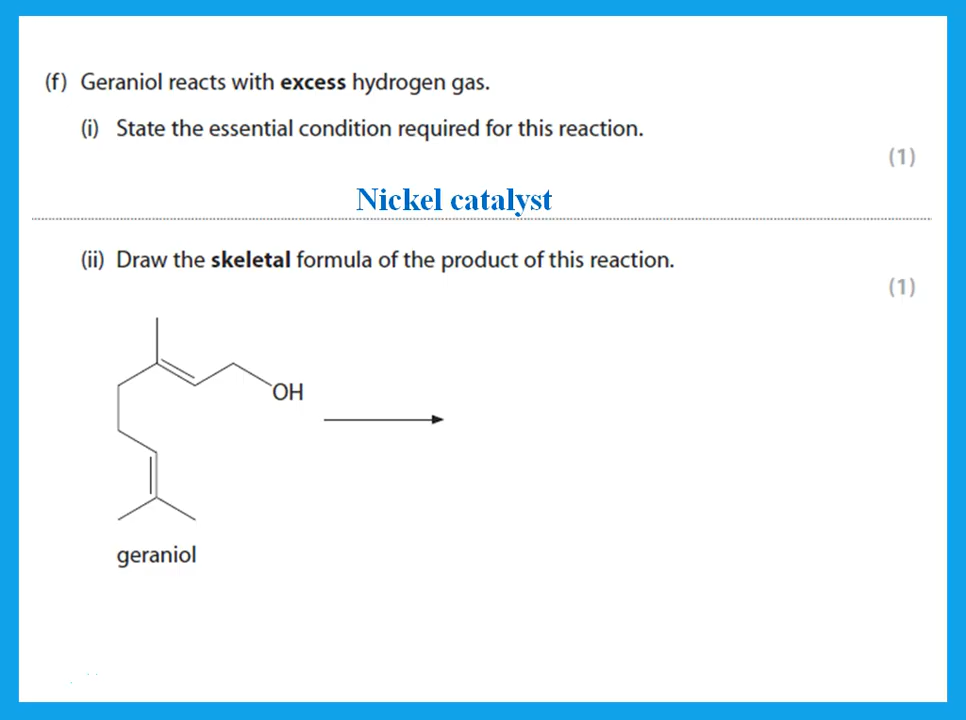 (f) Geraniol reacts with excess hydrogen gas.
(i) State the essential condition required for this reaction.
(1)
Nickel catalyst
(ii) Draw the skeletal formula of the product of this reaction.
(1)
OH
geraniol